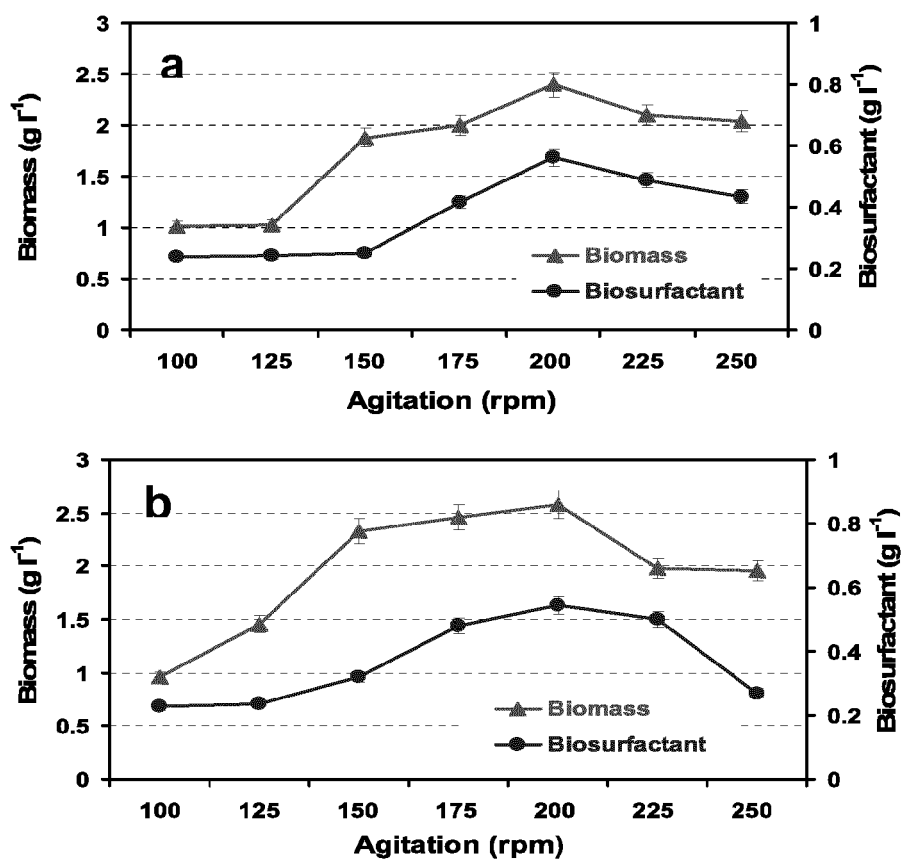 a
3
2.5
2
1.5
1
0.5
0
Biomass (g l-1)
1
0.8
0.6
0.4
0.2
0
Biosurfactant (g l-1)
Biomass
Biosurfactant
100 125 150 175 200 225 250
Agitation (rpm)
b
3
2.5
2
1.5
1
0.5
0
Biomass (g l-1)
1
0.8
0.6
0.4
0.2
0
Biosurfactant (g l-1)
Biomass
Biosurfactant
100 125 150 175 200 225 250
Agitation (rpm)